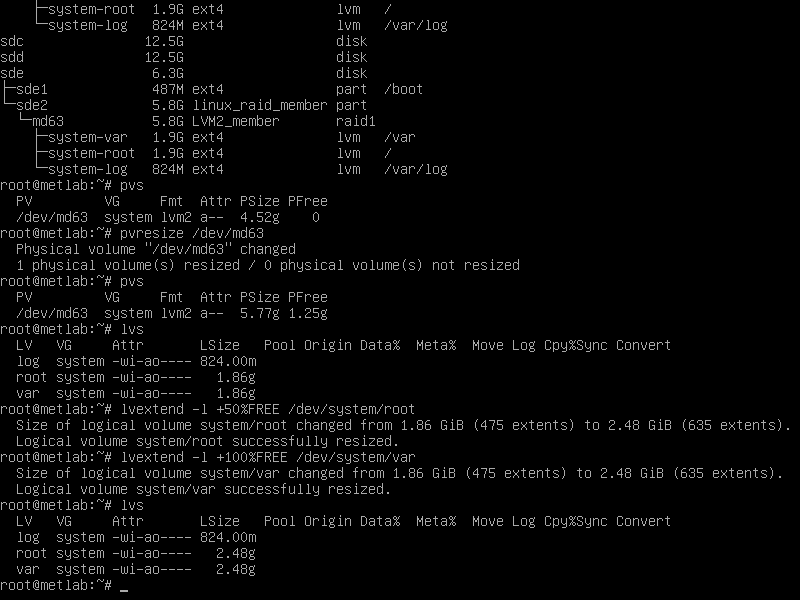 ├─system-root  1.9G ext4              lvm   /
  └─system-log   824M ext4              lvm   /var/log
sdc             12.5G                   disk
sdd             12.5G                   disk
sde              6.3G                   disk
├─sde1           487M ext4              part  /boot
└─sde2           5.8G linux_raid_member part
  └─md63         5.8G LVM2_member       raid1
    ├─system-var   1.9G ext4              lvm   /var
    ├─system-root  1.9G ext4              lvm   /
    └─system-log   824M ext4              lvm   /var/log
root@metlab:~# pvs
  PV         VG     Fmt  Attr PSize PFree
  /dev/md63  system lvm2 a--  4.52g    0
root@metlab:~# pvresize /dev/md63
  Physical volume "/dev/md63" changed
  1 physical volume(s) resized / 0 physical volume(s) not resized
root@metlab:~# pvs
  PV         VG     Fmt  Attr PSize PFree
  /dev/md63  system lvm2 a--  5.77g 1.25g
root@metlab:~# lvs
  LV   VG     Attr       LSize   Pool Origin Data%  Meta%  Move Log Cpy%Sync Convert
  log  system -wi-ao---- 824.00m
  root system -wi-ao----   1.86g
  var  system -wi-ao----   1.86g
root@metlab:~# lvextend -l +50%FREE /dev/system/root
  Size of logical volume system/root changed from 1.86 GiB (475 extents) to 2.48 GiB (635 extents).
  Logical volume system/root successfully resized.
root@metlab:~# lvextend -l +100%FREE /dev/system/var
  Size of logical volume system/var changed from 1.86 GiB (475 extents) to 2.48 GiB (635 extents).
  Logical volume system/var successfully resized.
root@metlab:~# lvs
  LV   VG     Attr       LSize   Pool Origin Data%  Meta%  Move Log Cpy%Sync Convert
  log  system -wi-ao---- 824.00m
  root system -wi-ao----   2.48g
  var  system -wi-ao----   2.48g
root@metlab:~# _